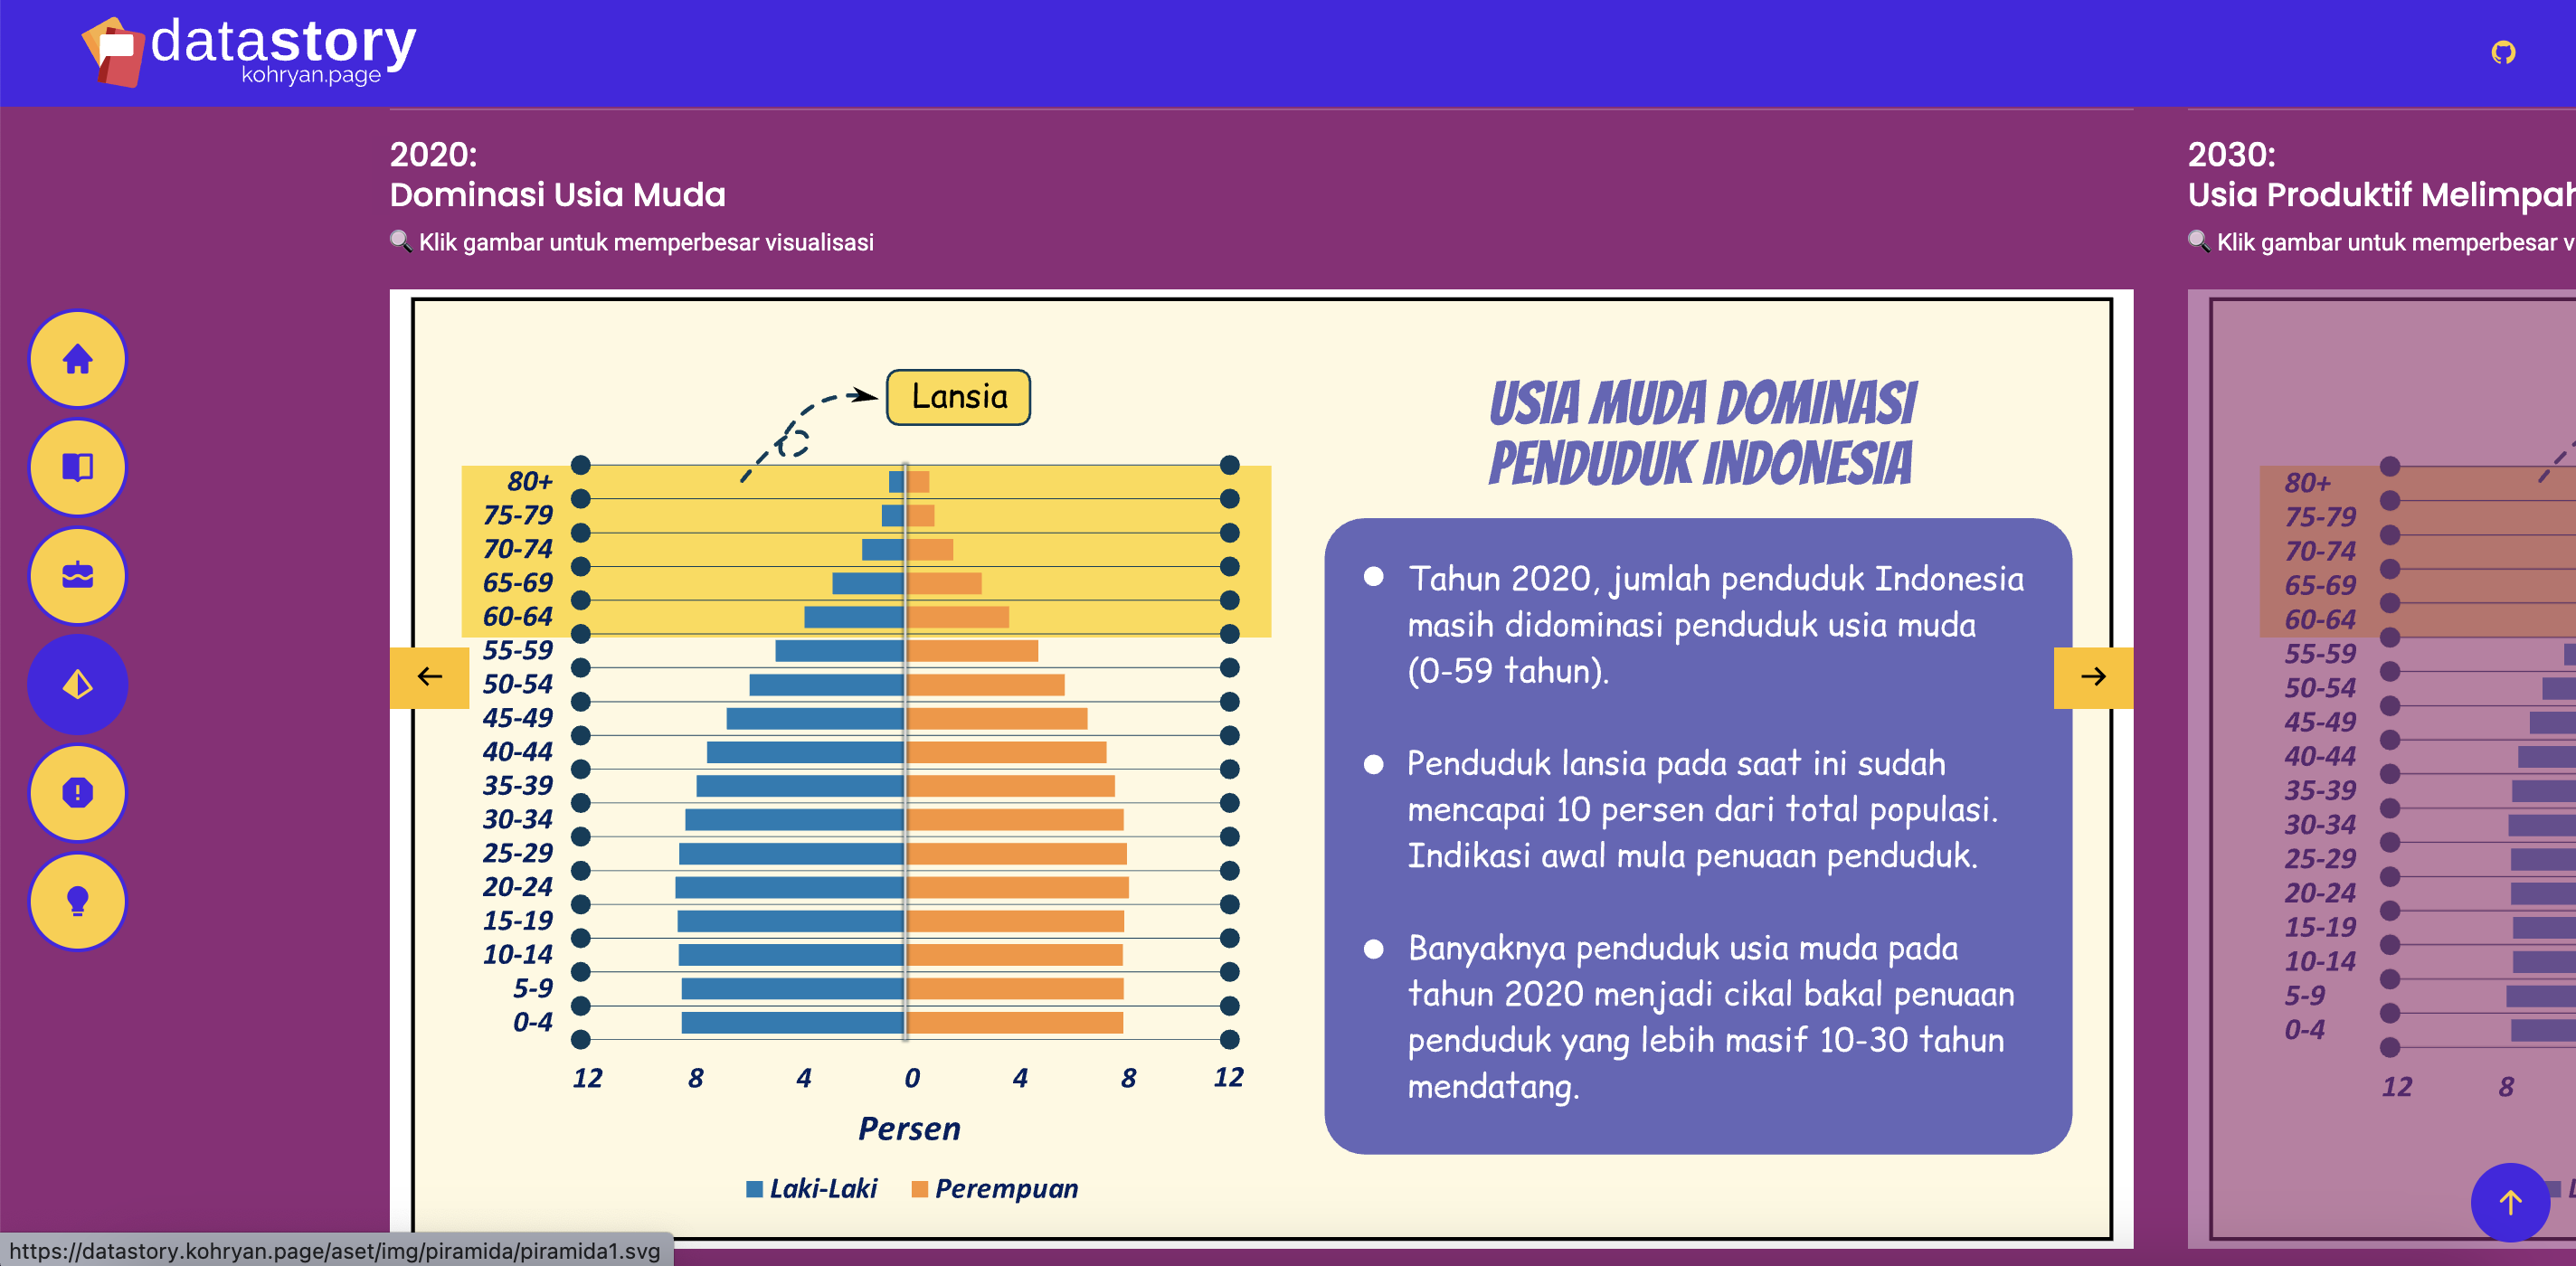 datastory
kohryan.page
2020:
Dominasi Usia Muda
Klik gambar untuk memperbesar visualisasi
Lansia
80+
75-79
70-74
65-69
60-64
55-59
50-54
45-49
40-44
35-39
30-34
25-29
20-24
15-19
10-14
5-9
0-4
12 8 4 0 4 8 12
Persen
Laki-Laki Perempuan
USIA MUDA DOMINASI
PENDUDUK INDONESIA
Tahun 2020, jumlah penduduk Indonesia
masih didominasi penduduk usia muda
(0-59 tahun).
Penduduk lansia pada saat ini sudah
mencapai 10 persen dari total populasi.
Indikasi awal mula penuaan penduduk.
Banyaknya penduduk usia muda pada
tahun 2020 menjadi cikal bakal penuaan
penduduk yang lebih masif 10-30 tahun
mendatang.
2030:
Usia Produktif Melimpah
Klik gambar untuk memperbesar v
80+
75-79
70-74
65-69
60-64
55-59
50-54
45-49
40-44
35-39
30-34
25-29
20-24
15-19
10-14
5-9
0-4
12 8
https://datastory.kohryan.page/aset/img/piramida/piramida1.svg